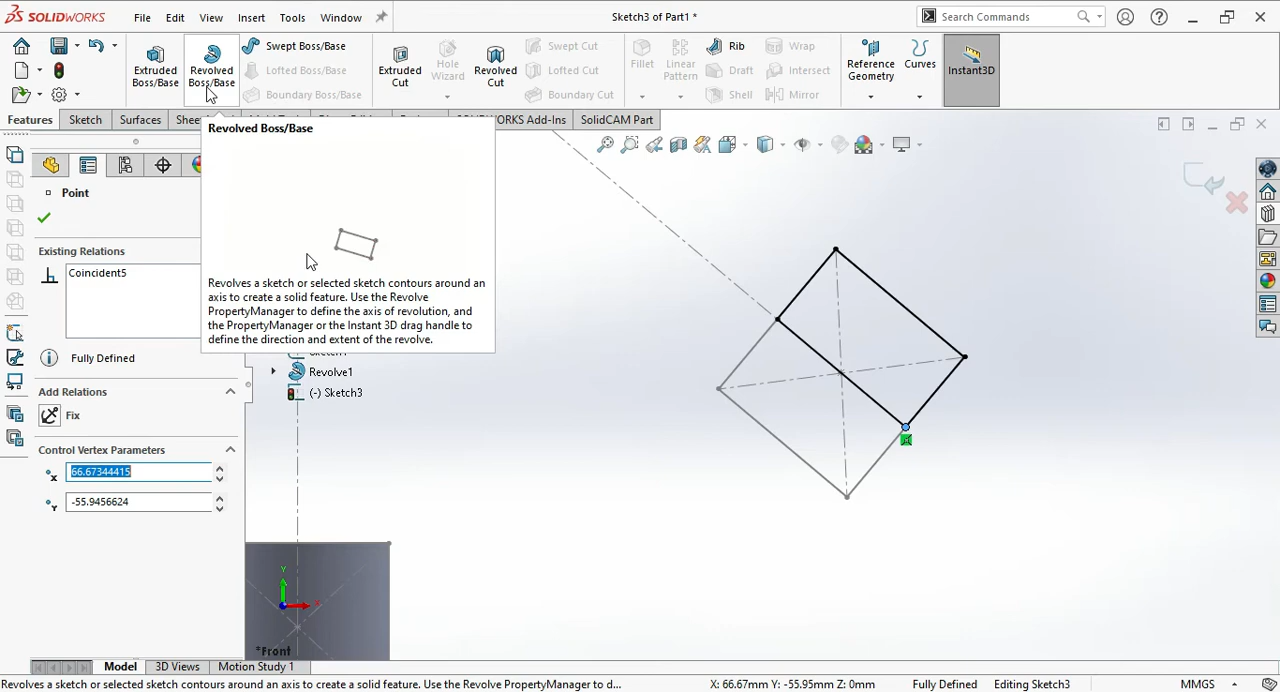 SOLIDWORKS File Edit View Insert Tools Window Sketch3 of Part1 * Search Commands
Extruded Boss/Base
Revolved Boss/Base
Swept Boss/Base
Lofted Boss/Base
Boundary Boss/Base
Extruded Cut
Hole Wizard
Revolved Cut
Swept Cut
Lofted Cut
Boundary Cut
Fillet
Linear Pattern
Rib
Draft
Shell
Wrap
Intersect
Mirror
Reference Geometry
Curves
Instant3D
Features Sketch Surfaces SOLIDWORKS Add-Ins SolidCAM Part
Revolved Boss/Base
Revolves a sketch or selected sketch contours around an
axis to create a solid feature. Use the Revolve
PropertyManager to define the axis of revolution, and
the PropertyManager or the Instant 3D drag handle to
define the direction and extent of the revolve.
Point
Existing Relations
Coincident5
Fully Defined
Add Relations
Fix
Control Vertex Parameters
X 66.67344415
Y -55.9456624
Revolve1
(-) Sketch3
Y
X
*Front
Model 3D Views Motion Study 1
Revolves a sketch or selected sketch contours around an axis to create a solid feature. Use the Revolve PropertyManager to d... X: 66.67mm Y: -55.95mm Z: 0mm Fully Defined Editing Sketch3 MMGS